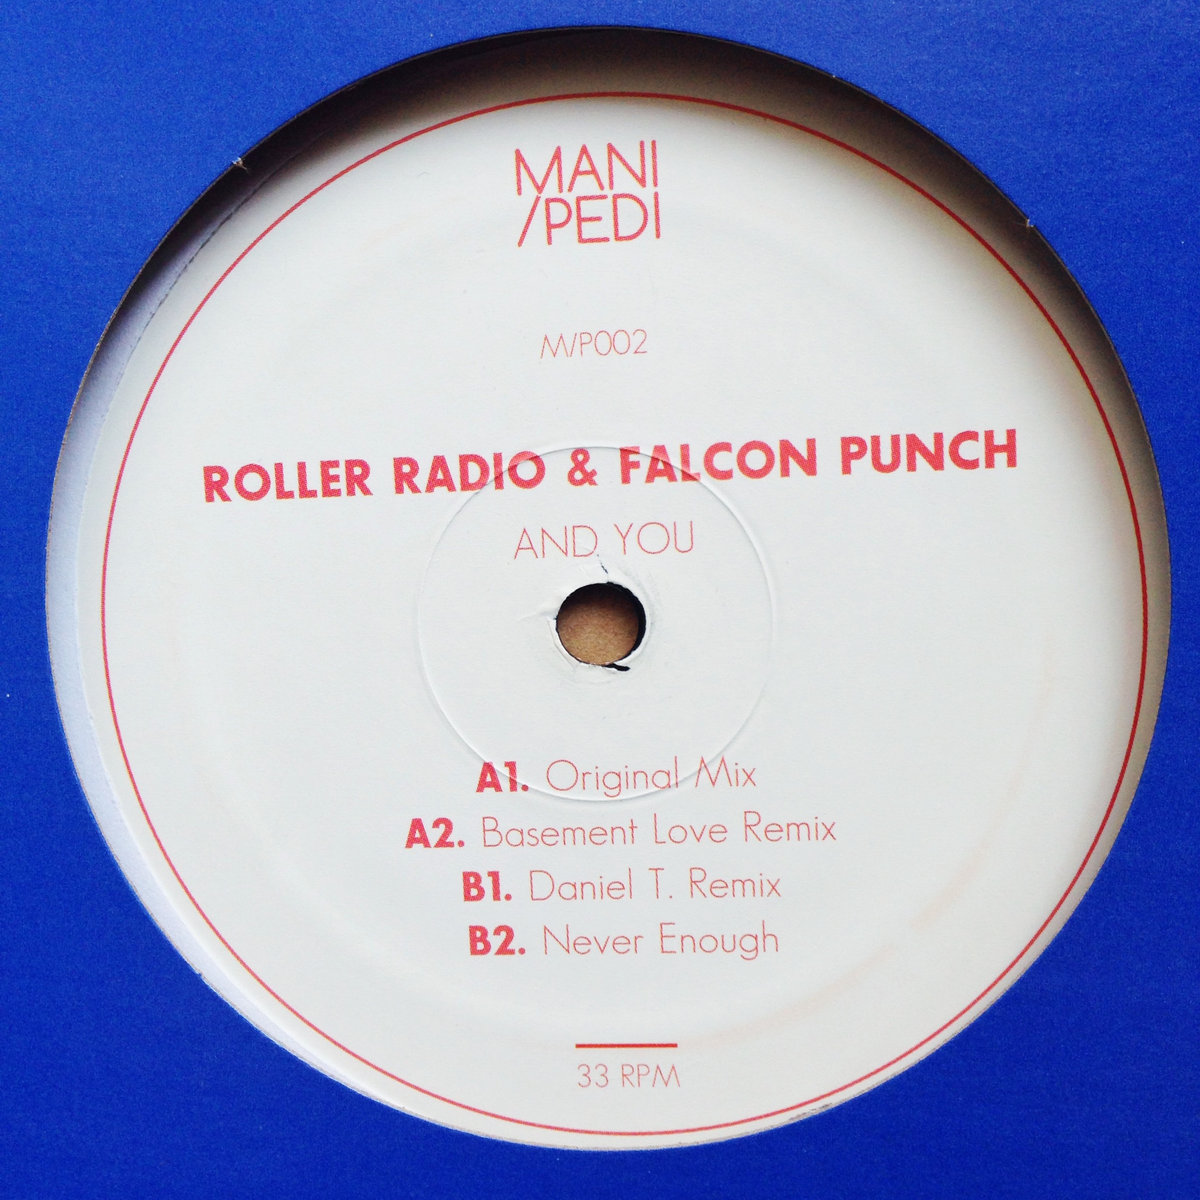 MANI
/PEDI
M/P002
ROLLER RADIO & FALCON PUNCH
AND YOU
A1. Original Mix
A2. Basement Love Remix
B1. Daniel T. Remix
B2. Never Enough
33 RPM